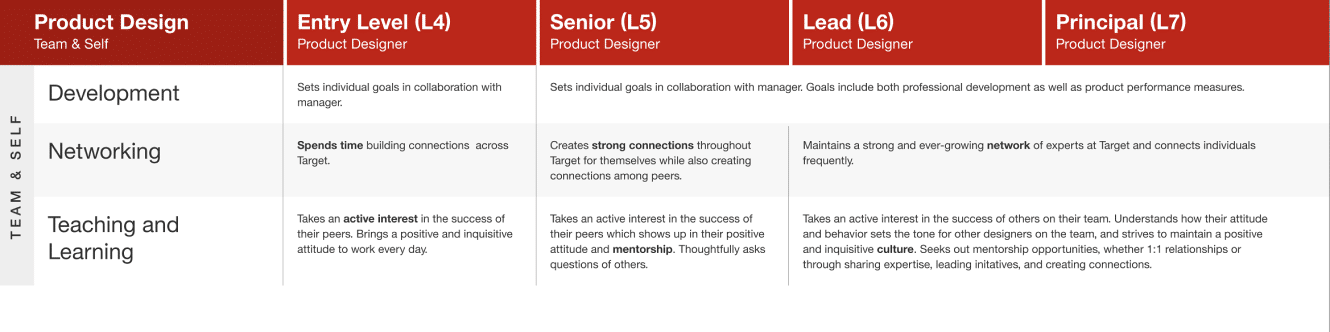 Product Design
Team & Self
Entry Level (L4)
Product Designer
Senior (L5)
Product Designer
Lead (L6)
Product Designer
Principal (L7)
Product Designer
TEAM & SELF
Development
Sets individual goals in collaboration with
manager.
Sets individual goals in collaboration with manager. Goals include both professional development as well as product performance measures.
Networking
Spends time building connections across
Target.
Creates strong connections throughout
Target for themselves while also creating
connections among peers.
Maintains a strong and ever-growing network of experts at Target and connects individuals
frequently.
Teaching and
Learning
Takes an active interest in the success of
their peers. Brings a positive and inquisitive
attitude to work every day.
Takes an active interest in the success of
their peers which shows up in their positive
attitude and mentorship. Thoughtfully asks
questions of others.
Takes an active interest in the success of others on their team. Understands how their attitude
and behavior sets the tone for other designers on the team, and strives to maintain a positive
and inquisitive culture. Seeks out mentorship opportunities, whether 1:1 relationships or
through sharing expertise, leading initatives, and creating connections.